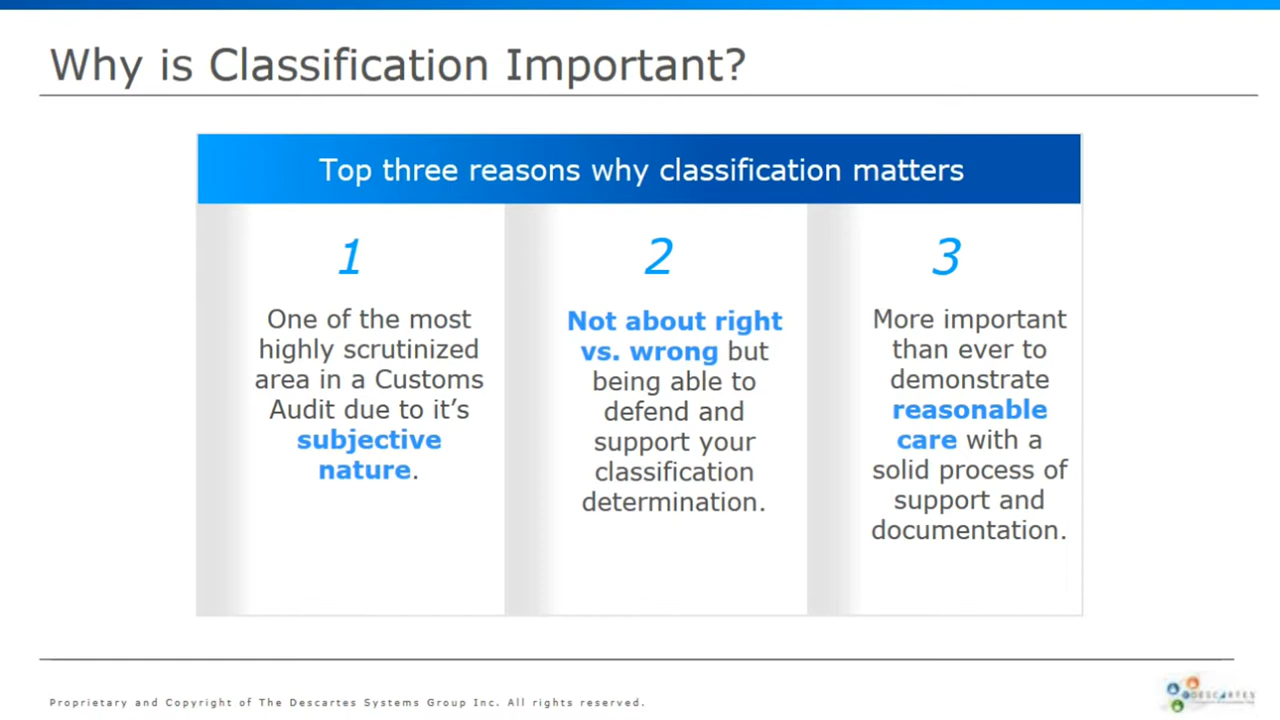 Why is Classification Important?
Top three reasons why classification matters
1
One of the most
highly scrutinized
area in a Customs
Audit due to it's
subjective
nature.
2
Not about right
vs. wrong but
being able to
defend and
support your
classification
determination.
3
More important
than ever to
demonstrate
reasonable
care with a
solid process of
support and
documentation.
Proprietary and Copyright of The Descartes Systems Group Inc. All rights reserved.
DESCARTES